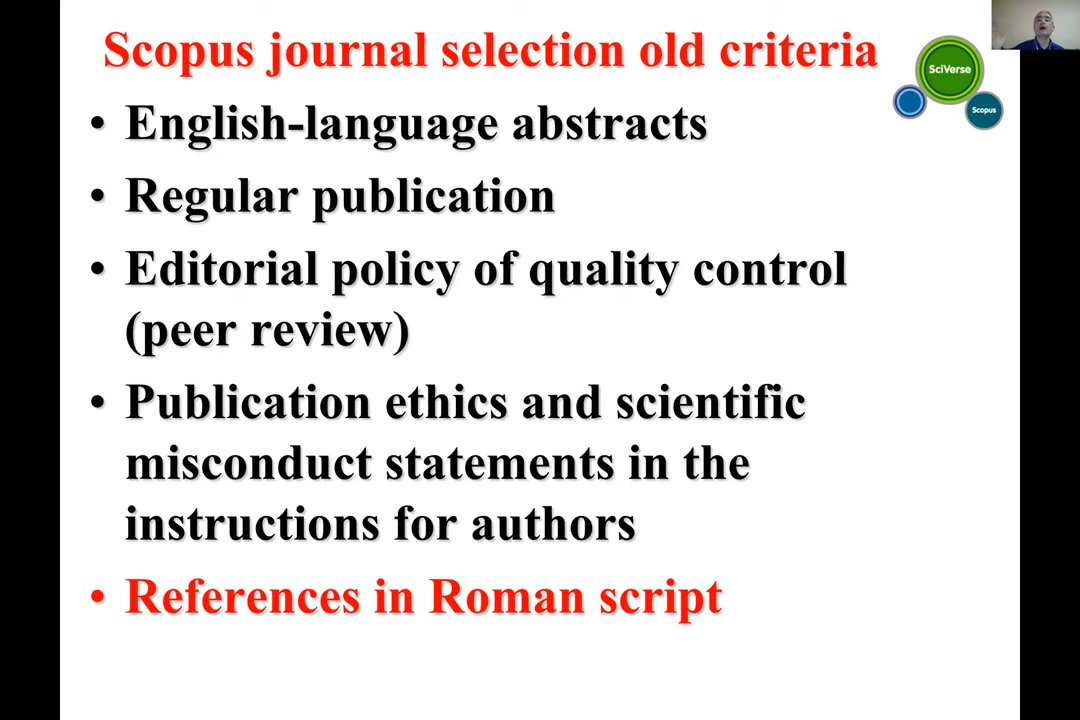 Scopus journal selection old criteria
SciVerse
Scopus
• English-language abstracts
• Regular publication
• Editorial policy of quality control
(peer review)
• Publication ethics and scientific
misconduct statements in the
instructions for authors
• References in Roman script